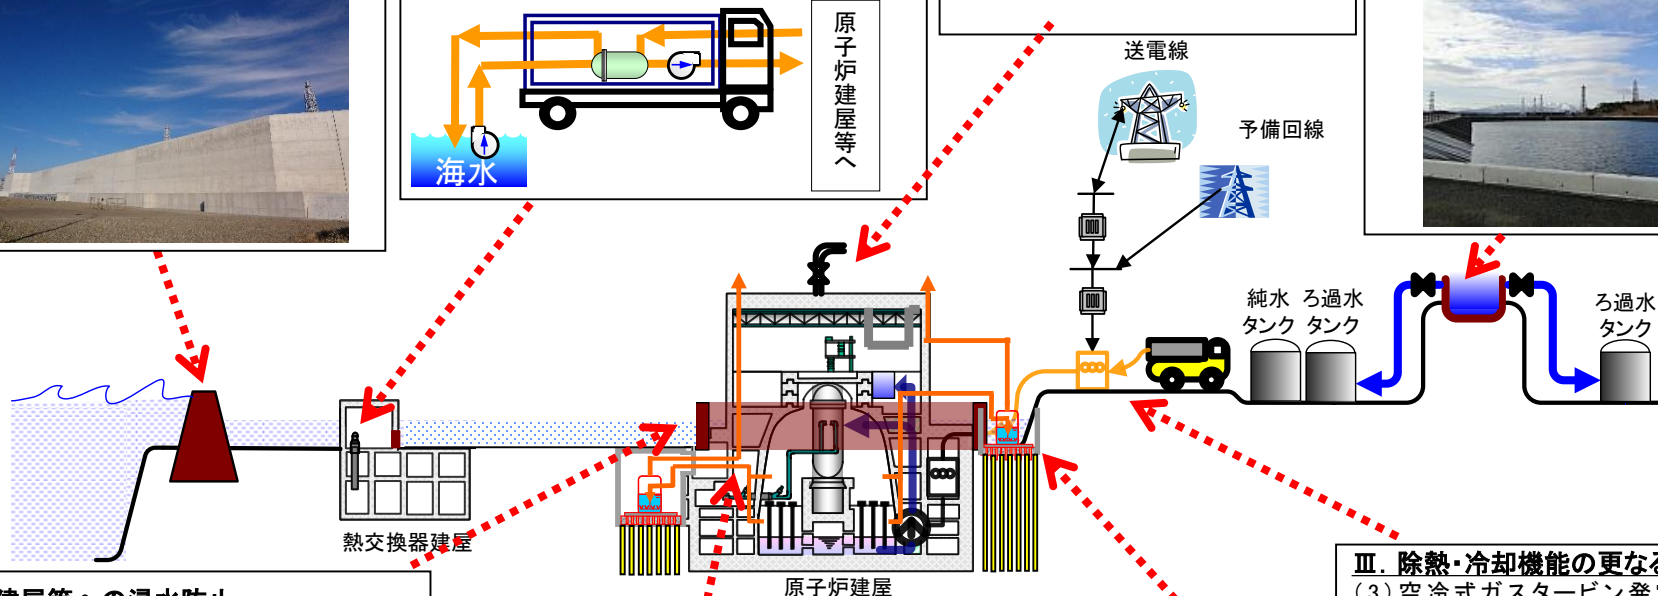 原子炉建屋等へ
海水
送電線
予備回線
純水
タンク
ろ過水
タンク
ろ過水
タンク
熱交換器建屋
原子炉建屋
Ⅲ. 除熱・冷却機能の更なる
(3)空冷式ガスタービン発